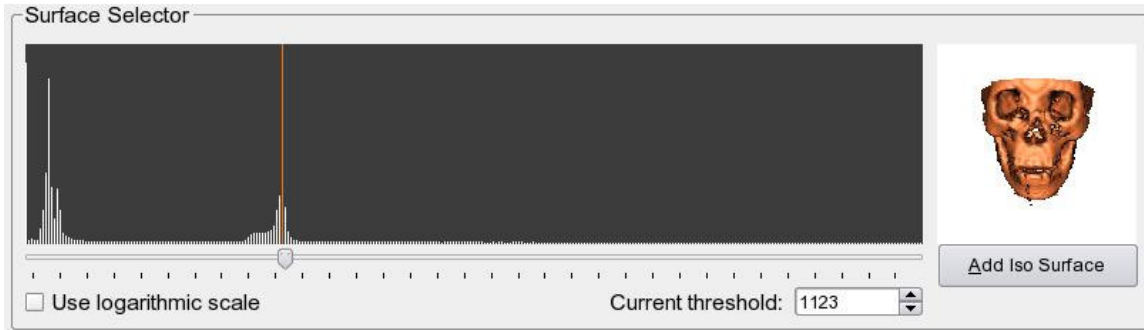 Surface Selector
Add Iso Surface
Use logarithmic scale
Current threshold: 1123